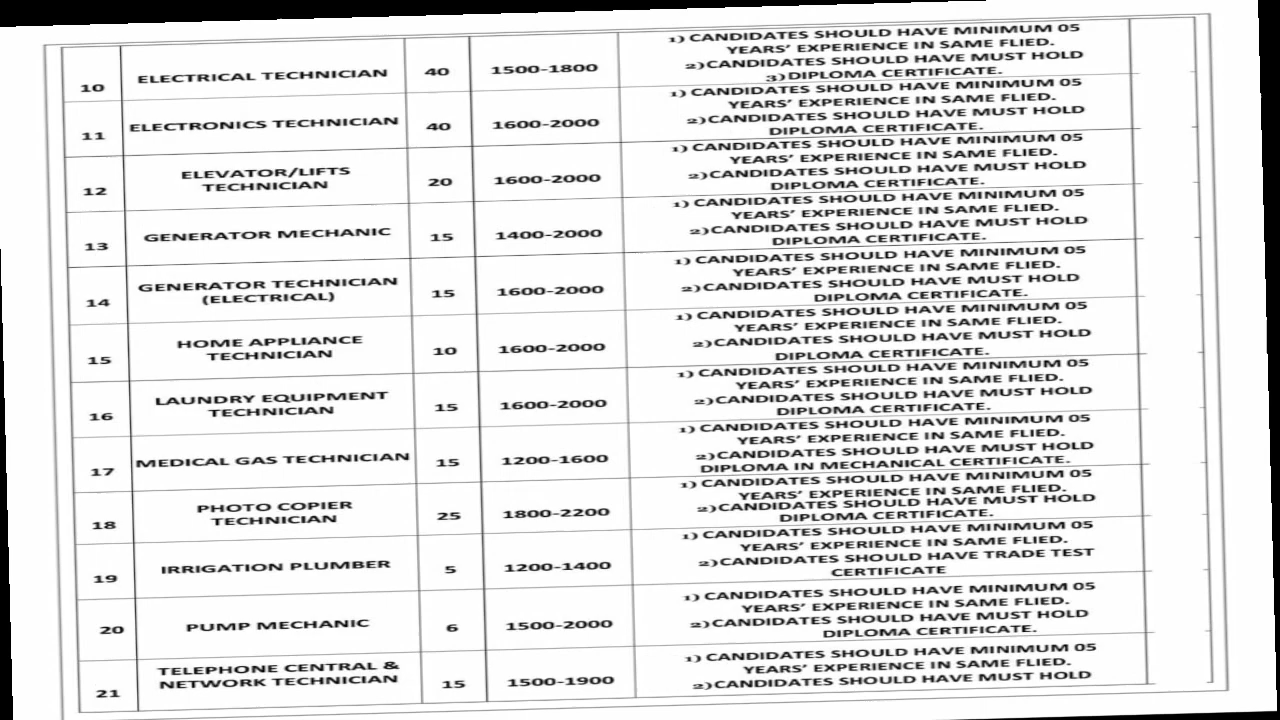 10 ELECTRICAL TECHNICIAN 40 1500-1800 1) CANDIDATES SHOULD HAVE MINIMUM 05
YEARS' EXPERIENCE IN SAME FLIED.
2)CANDIDATES SHOULD HAVE MUST HOLD
3)DIPLOMA CERTIFICATE.
11 ELECTRONICS TECHNICIAN 40 1600-2000 1) CANDIDATES SHOULD HAVE MINIMUM 05
YEARS' EXPERIENCE IN SAME FLIED.
2)CANDIDATES SHOULD HAVE MUST HOLD
DIPLOMA CERTIFICATE.
12 ELEVATOR/LIFTS
TECHNICIAN 20 1600-2000 1) CANDIDATES SHOULD HAVE MINIMUM 05
YEARS' EXPERIENCE IN SAME FLIED.
2)CANDIDATES SHOULD HAVE MUST HOLD
DIPLOMA CERTIFICATE.
13 GENERATOR MECHANIC 15 1400-2000 1) CANDIDATES SHOULD HAVE MINIMUM 05
YEARS' EXPERIENCE IN SAME FLIED.
2)CANDIDATES SHOULD HAVE MUST HOLD
DIPLOMA CERTIFICATE.
14 GENERATOR TECHNICIAN
(ELECTRICAL) 15 1600-2000 1) CANDIDATES SHOULD HAVE MINIMUM 05
YEARS' EXPERIENCE IN SAME FLIED.
2)CANDIDATES SHOULD HAVE MUST HOLD
DIPLOMA CERTIFICATE.
15 HOME APPLIANCE
TECHNICIAN 10 1600-2000 1) CANDIDATES SHOULD HAVE MINIMUM 05
YEARS' EXPERIENCE IN SAME FLIED.
2)CANDIDATES SHOULD HAVE MUST HOLD
DIPLOMA CERTIFICATE.
16 LAUNDRY EQUIPMENT
TECHNICIAN 15 1600-2000 1) CANDIDATES SHOULD HAVE MINIMUM 05
YEARS' EXPERIENCE IN SAME FLIED.
2)CANDIDATES SHOULD HAVE MUST HOLD
DIPLOMA CERTIFICATE.
17 MEDICAL GAS TECHNICIAN 15 1200-1600 1) CANDIDATES SHOULD HAVE MINIMUM 05
YEARS' EXPERIENCE IN SAME FLIED.
2)CANDIDATES SHOULD HAVE MUST HOLD
DIPLOMA IN MECHANICAL CERTIFICATE.
18 PHOTO COPIER
TECHNICIAN 25 1800-2200 1) CANDIDATES SHOULD HAVE MINIMUM 05
YEARS' EXPERIENCE IN SAME FLIED.
2)CANDIDATES SHOULD HAVE MUST HOLD
DIPLOMA CERTIFICATE.
19 IRRIGATION PLUMBER 5 1200-1400 1) CANDIDATES SHOULD HAVE MINIMUM 05
YEARS' EXPERIENCE IN SAME FLIED.
2)CANDIDATES SHOULD HAVE TRADE TEST
CERTIFICATE
20 PUMP MECHANIC 6 1500-2000 1) CANDIDATES SHOULD HAVE MINIMUM 05
YEARS' EXPERIENCE IN SAME FLIED.
2)CANDIDATES SHOULD HAVE MUST HOLD
DIPLOMA CERTIFICATE.
21 TELEPHONE CENTRAL &
NETWORK TECHNICIAN 15 1500-1900 1) CANDIDATES SHOULD HAVE MINIMUM 05
YEARS' EXPERIENCE IN SAME FLIED.
2)CANDIDATES SHOULD HAVE MUST HOLD